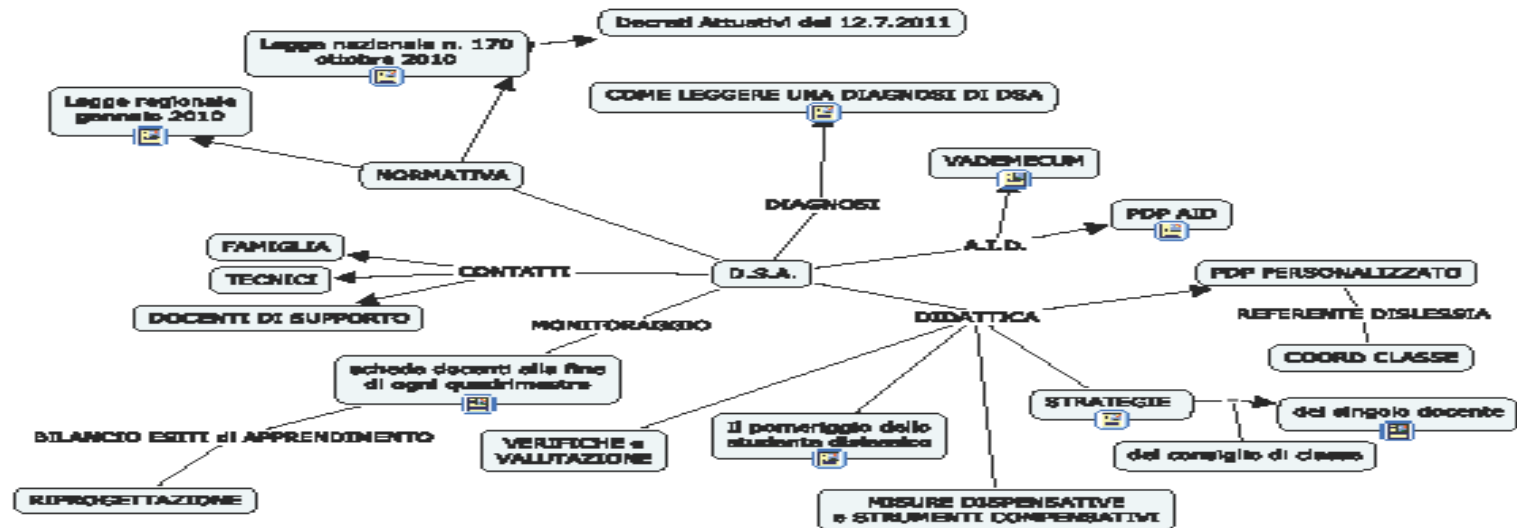 Decreti Attuativi del 12.7.2011
Legge nazionale n. 170
ottobre 2010
Legge regionale
gennaio 2010
COME LEGGERE UNA DIAGNOSI DI DSA
VADEMECUM
NORMATIVA
DIAGNOSI
PDP AID
FAMIGLIA
A.I.D.
CONTATTI
D.S.A.
TECNICI
PDP PERSONALIZZATO
DOCENTI DI SUPPORTO
MONITORAGGIO
DIDATTICA
REFERENTE DISLESSIA
COORD CLASSE
schede docenti alla fine
di ogni quadrimestre
STRATEGIE
del singolo docente
BILANCIO ESITI di APPRENDIMENTO
VERIFICHE e
VALUTAZIONE
Il pomeriggio dello
studente dislessico
del consiglio di classe
RIPROGETTAZIONE
MISURE DISPENSATIVE
e STRUMENTI COMPENSATIVI